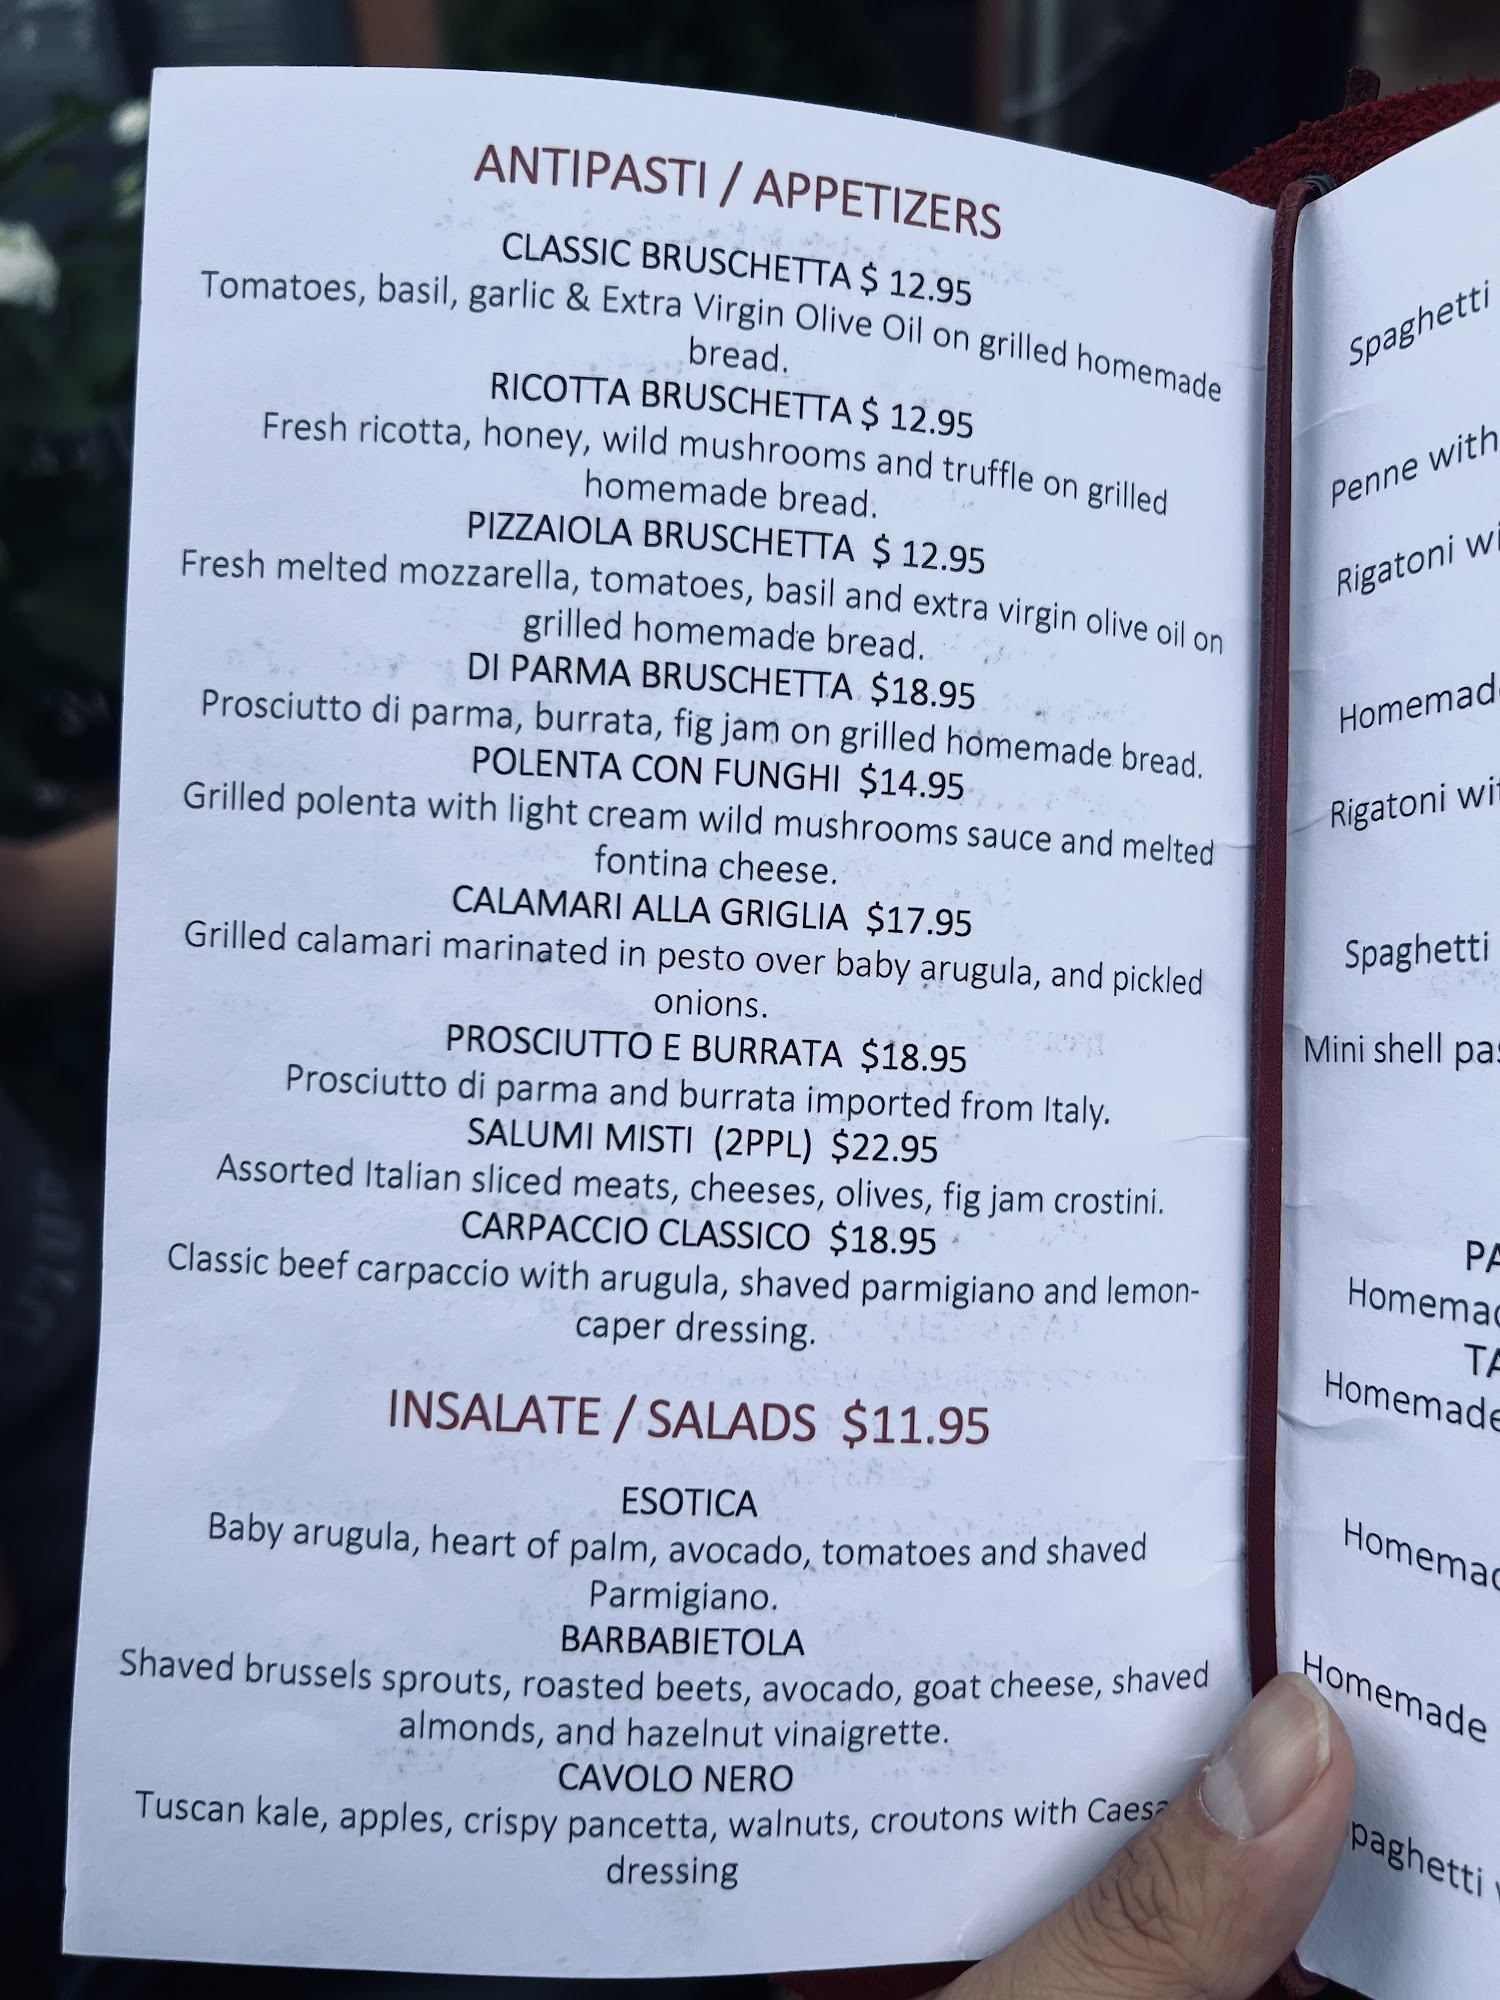 ANTIPASTI / APPETIZERS
CLASSIC BRUSCHETTA $ 12.95
Tomatoes, basil, garlic & Extra Virgin Olive Oil on grilled homemade
bread.
RICOTTA BRUSCHETTA $ 12.95
Fresh ricotta, honey, wild mushrooms and truffle on grilled
homemade bread.
PIZZAIOLA BRUSCHETTA $ 12.95
Fresh melted mozzarella, tomatoes, basil and extra virgin olive oil on
grilled homemade bread.
DI PARMA BRUSCHETTA $18.95
Prosciutto di parma, burrata, fig jam on grilled homemade bread.
POLENTA CON FUNGHI $14.95
Grilled polenta with light cream wild mushrooms sauce and melted
fontina cheese.
CALAMARI ALLA GRIGLIA $17.95
Grilled calamari marinated in pesto over baby arugula, and pickled
onions.
PROSCIUTTO E BURRATA $18.95
Prosciutto di parma and burrata imported from Italy.
SALUMI MISTI (2PPL) $22.95
Assorted Italian sliced meats, cheeses, olives, fig jam crostini.
CARPACCIO CLASSICO $18.95
Classic beef carpaccio with arugula, shaved parmigiano and lemon-
caper dressing.
INSALATE / SALADS $11.95
ESOTICA
Baby arugula, heart of palm, avocado, tomatoes and shaved
Parmigiano.
BARBABIETOLA
Shaved brussels sprouts, roasted beets, avocado, goat cheese, shaved
almonds, and hazelnut vinaigrette.
CAVOLO NERO
Tuscan kale, apples, crispy pancetta, walnuts, croutons with
dressing
Spaghetti
Penne with
Rigatoni
Rigatoni
Spaghetti
Mini shell
Homemade
Homemade